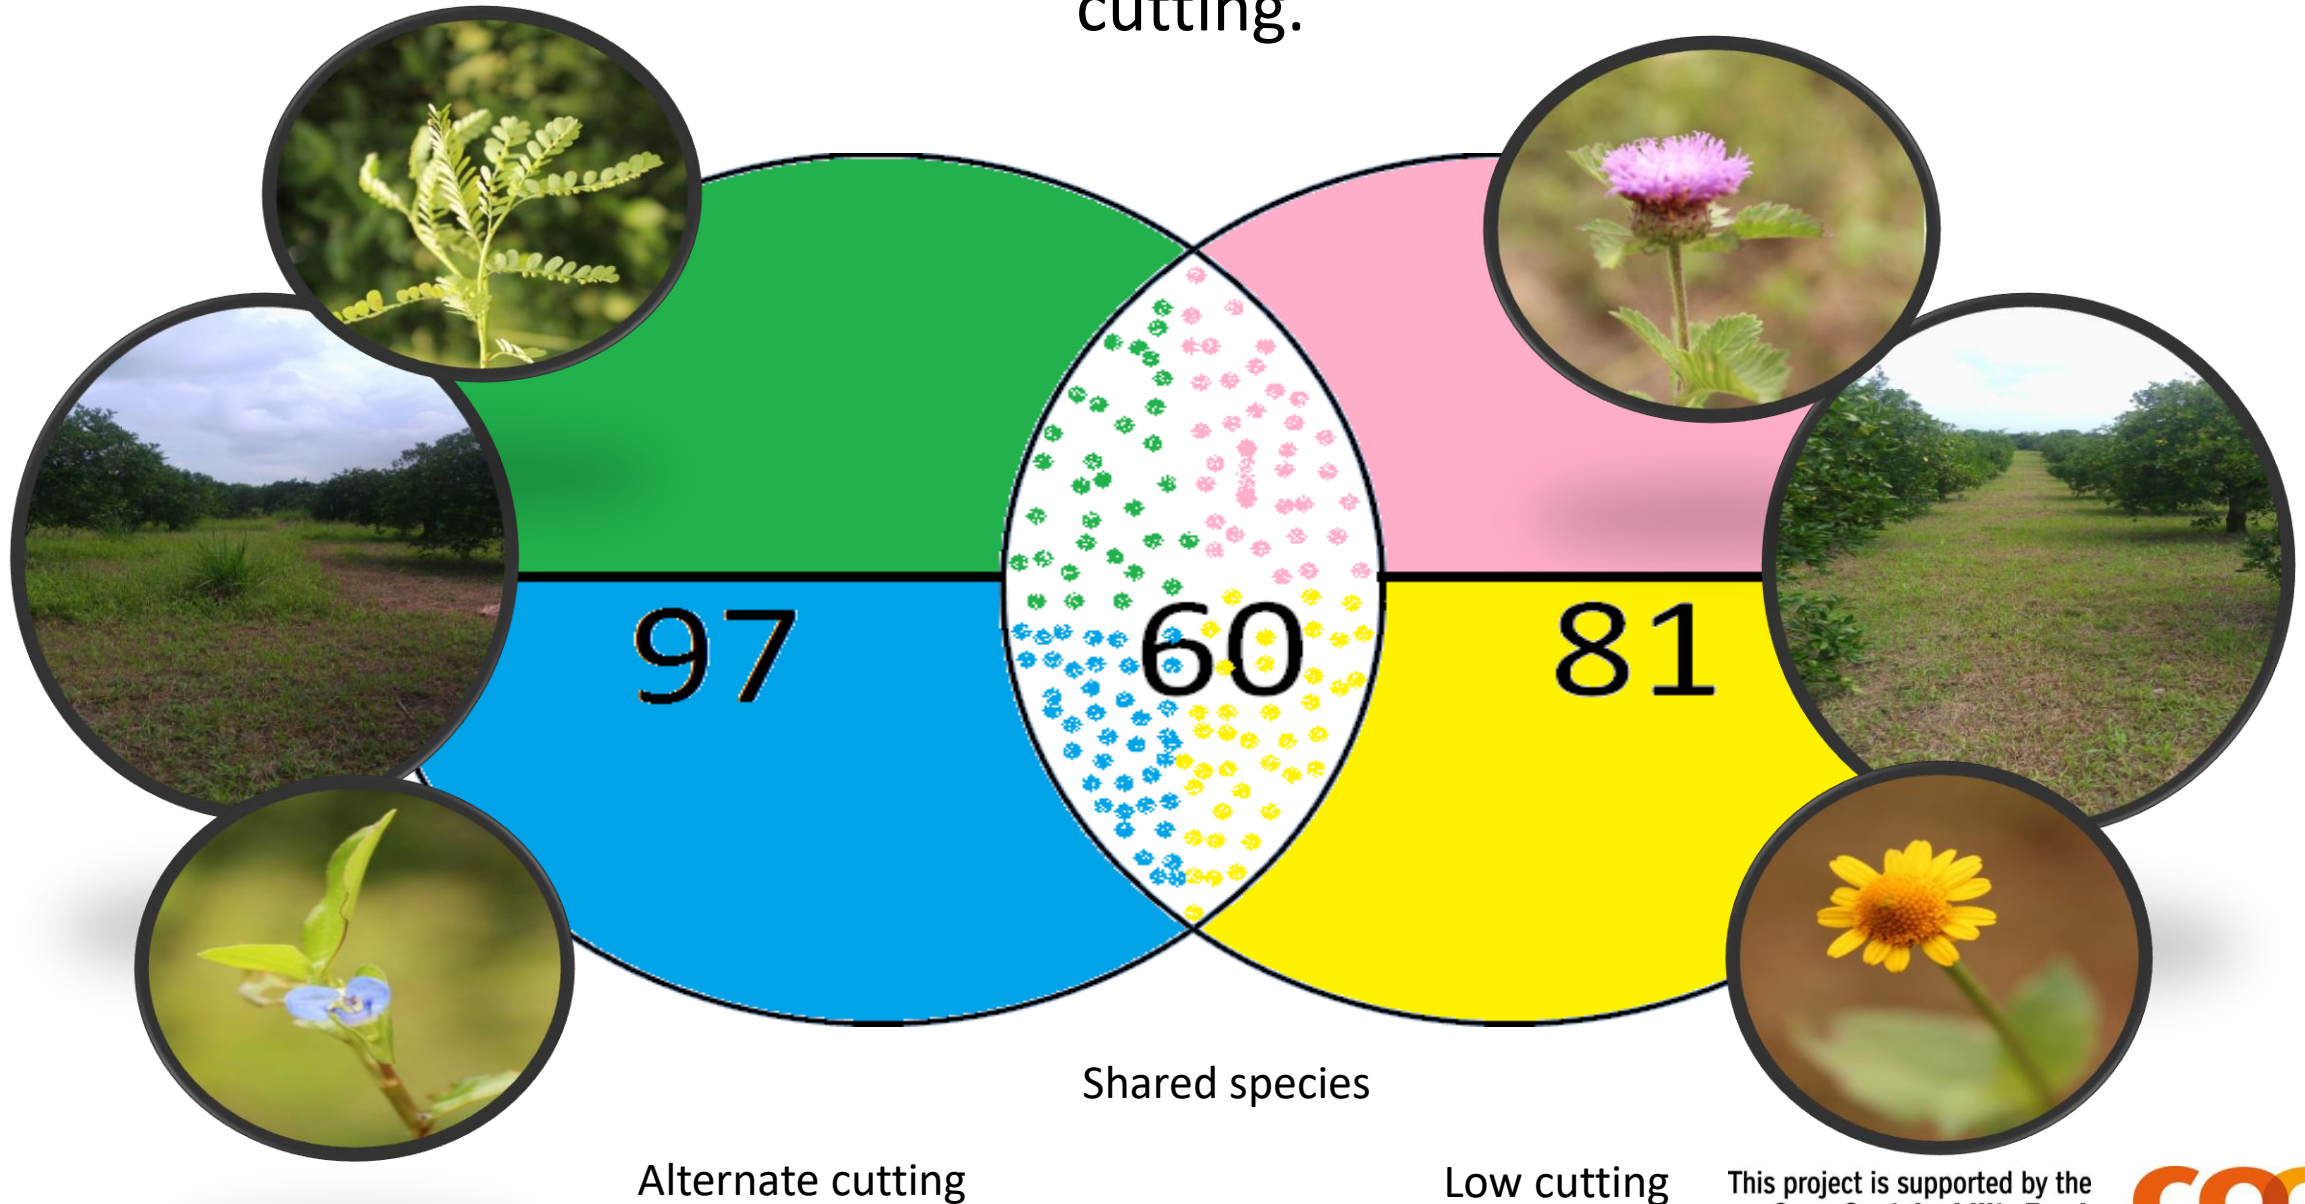 cutting.
97
60
81
Shared species
Alternate cutting
Low cutting
This project is supported by the